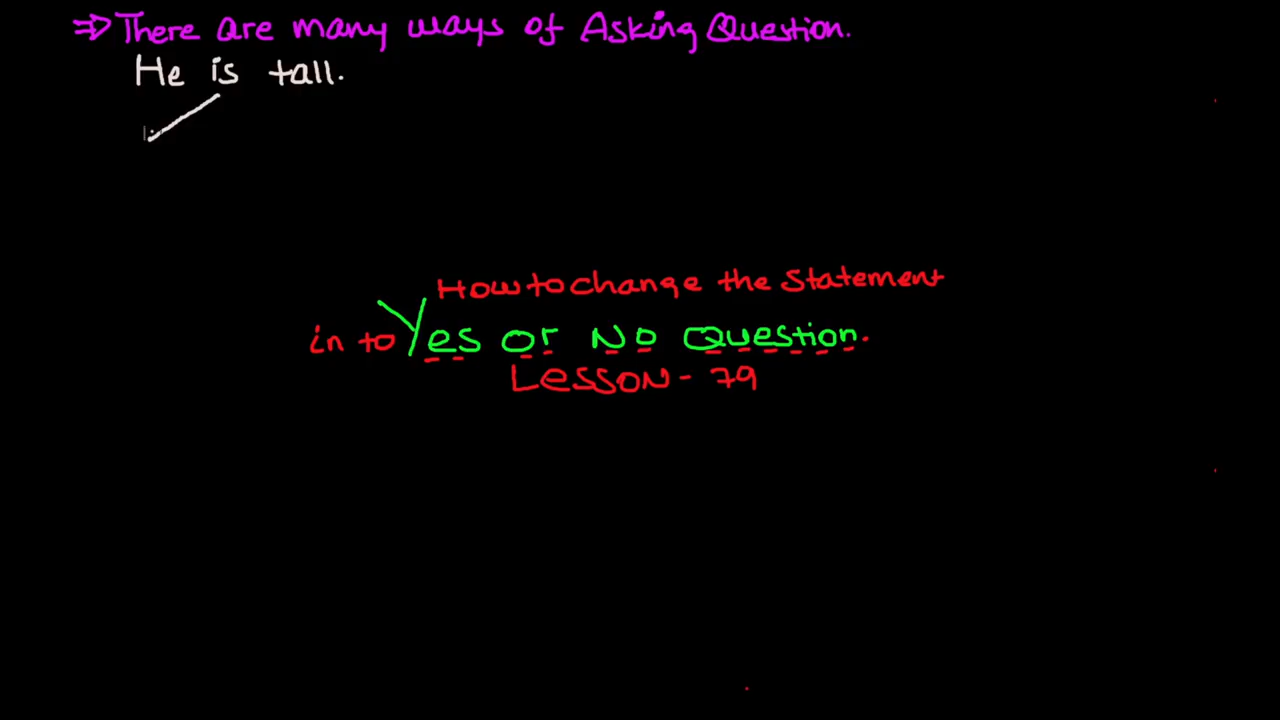 ⇒ There are many ways of Asking Question.
He is tall.
How to change the Statement
in to Yes or No Question.
Lesson - 79